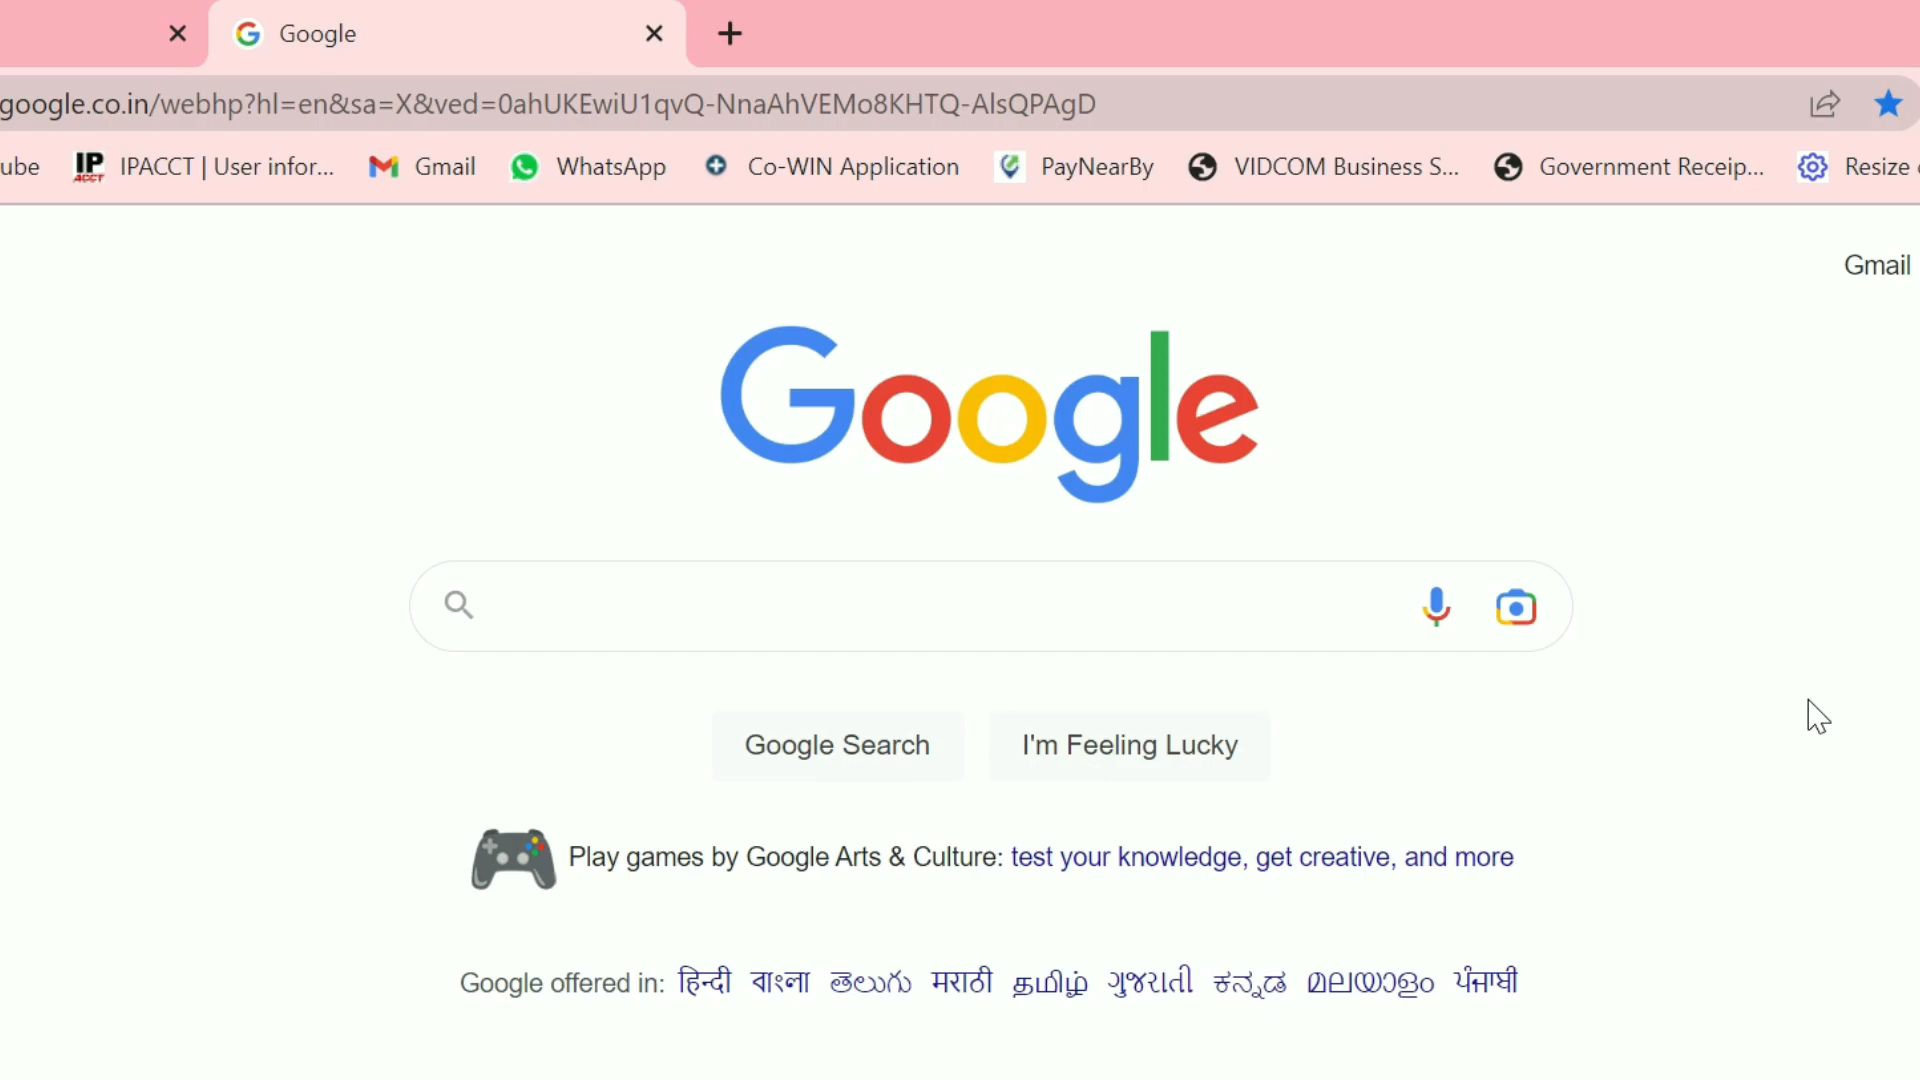 Google
google.co.in/webhp?hl=en&sa=X&ved=0ahUKEwiU1qvQ-NnaAhVEMo8KHTQ-AlsQPAgD
ube IP ACCT IPACCT | User infor... Gmail WhatsApp Co-WIN Application PayNearBy VIDCOM Business S... Government Receip... Resize
Gmail
Google
Google Search I'm Feeling Lucky
Play games by Google Arts & Culture: test your knowledge, get creative, and more
Google offered in: हिन्दी বাংলা తెలుగు मराठी தமிழ் ગુજરાતી ಕನ್ನಡ മലയാളം ਪੰਜਾਬੀ